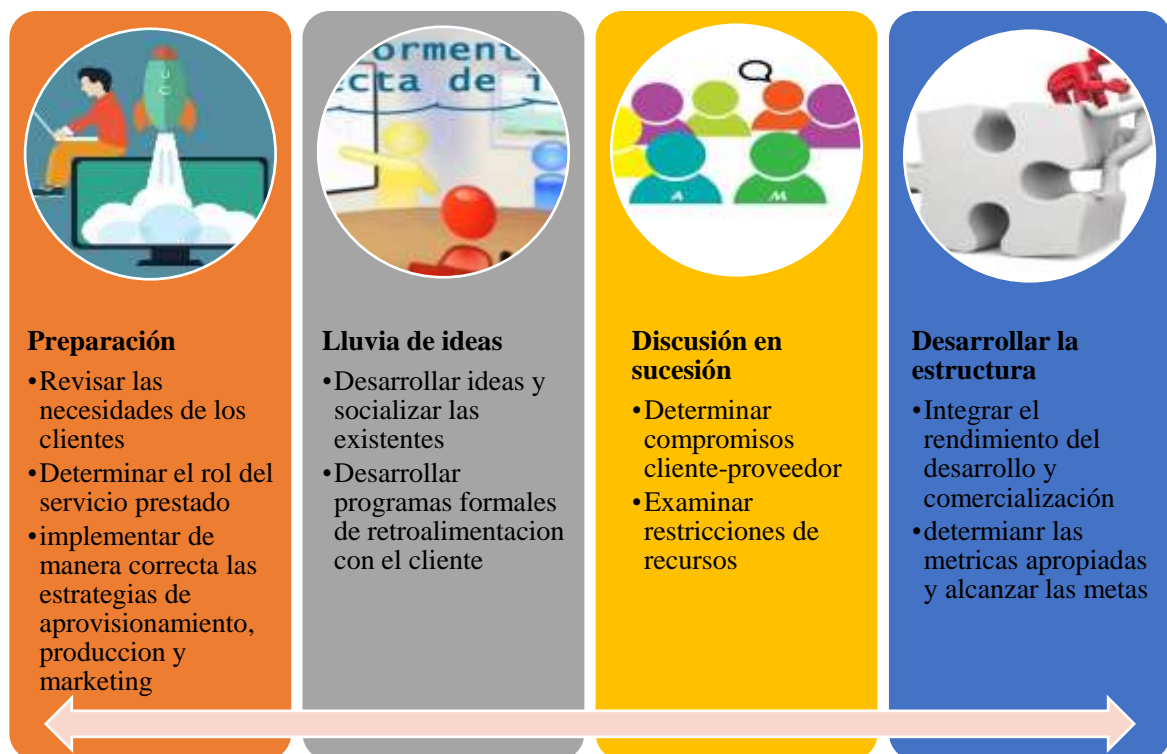 orment
ecta de i
A
M
Preparación
•Revisar las
necesidades de los
clientes
•Determinar el rol del
servicio prestado
•implementar de
manera correcta las
estrategias de
aprovisionamiento,
produccion y
marketing
Lluvia de ideas
•Desarrollar ideas y
socializar las
existentes
•Desarrollar
programas formales
de retroalimentacion
con el cliente
Discusión en
sucesión
•Determinar
compromisos
cliente-proveedor
•Examinar
restricciones de
recursos
Desarrollar la
estructura
•Integrar el
rendimiento del
desarrollo y
comercialización
•determianr las
metricas apropiadas
y alcanzar las metas